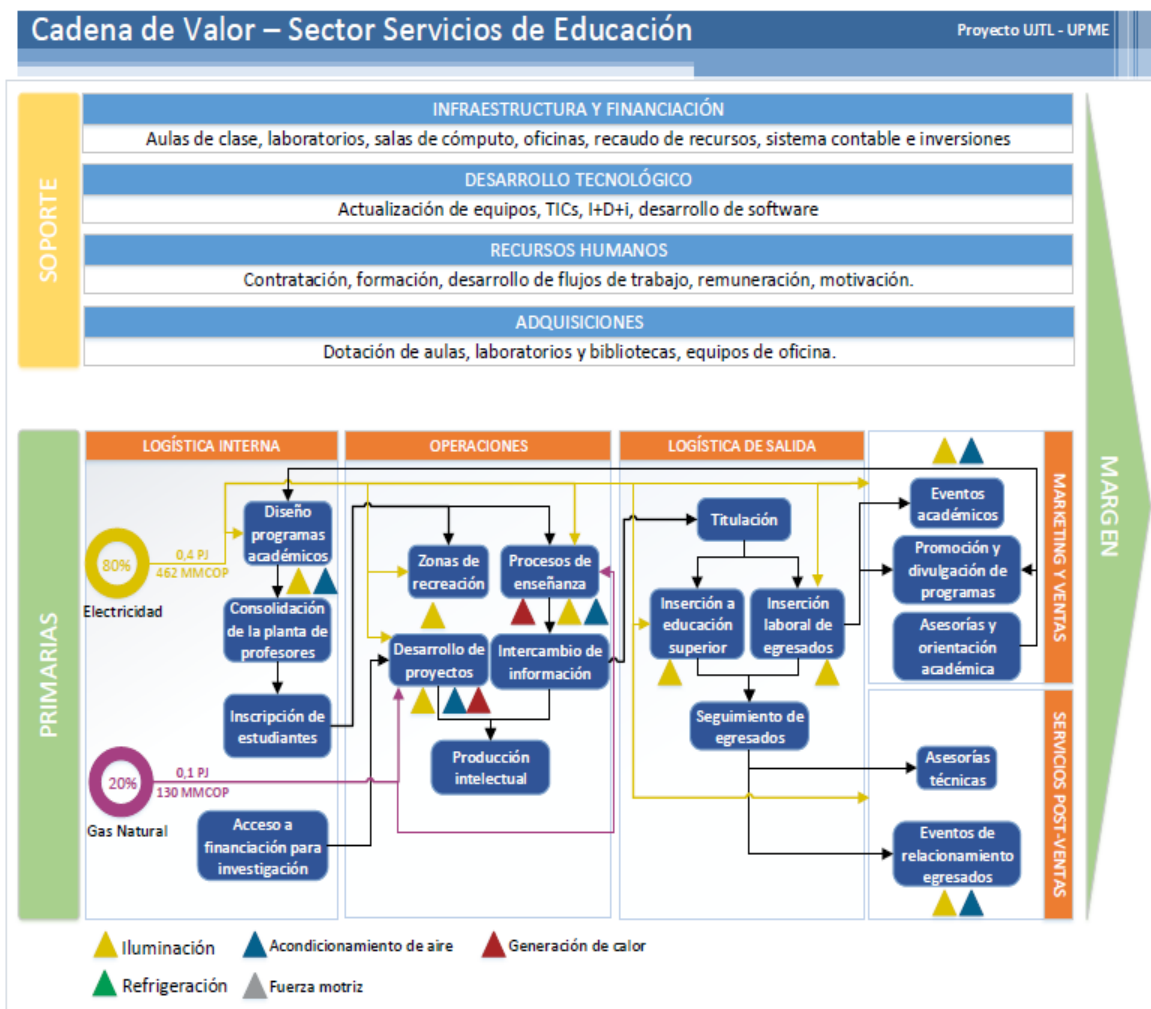 Cadena de Valor – Sector Servicios de Educación
Proyecto UJTL - UPME
SOPORTE
INFRAESTRUCTURA Y FINANCIACIÓN
Aulas de clase, laboratorios, salas de cómputo, oficinas, recaudo de recursos, sistema contable e inversiones
DESARROLLO TECNOLÓGICO
Actualización de equipos, TICs, I+D+i, desarrollo de software
RECURSOS HUMANOS
Contratación, formación, desarrollo de flujos de trabajo, remuneración, motivación.
ADQUISICIONES
Dotación de aulas, laboratorios y bibliotecas, equipos de oficina.
MARGEN
PRIMARIAS
LOGÍSTICA INTERNA
80%
Electricidad
0,4 PJ
462 MMCOP
Diseño
programas
académicos
Consolidación
de la planta de
profesores
Inscripción de
estudiantes
20%
Gas Natural
0,1 PJ
130 MMCOP
Acceso a
financiación para
investigación
OPERACIONES
Zonas de
recreación
Procesos de
enseñanza
Desarrollo de
proyectos
Intercambio de
información
Producción
intelectual
LOGÍSTICA DE SALIDA
Titulación
Inserción a
educación
superior
Inserción
laboral de
egresados
Seguimiento de
egresados
MARKETING Y VENTAS
Eventos
académicos
Promoción y
divulgación de
programas
Asesorías y
orientación
académica
SERVICIOS POST-VENTAS
Asesorías
técnicas
Eventos de
relacionamiento
egresados
Iluminación
Acondicionamiento de aire
Generación de calor
Refrigeración
Fuerza motriz